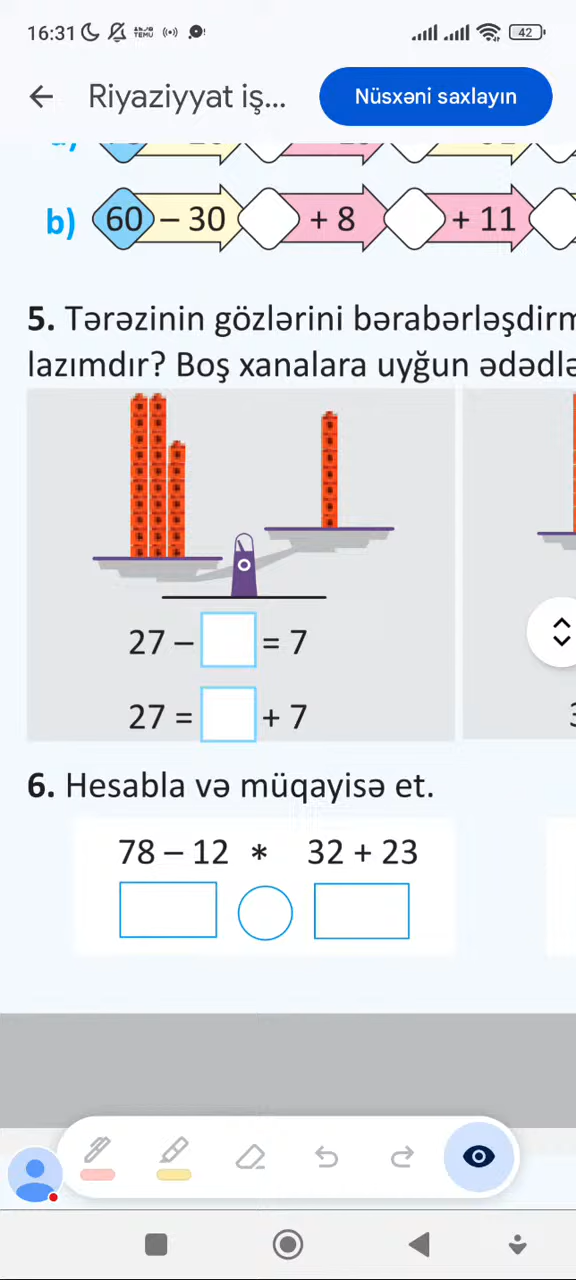 16:31 42
Riyaziyyat iş... Nüsxəni saxlayın
b) 60 – 30 + 8 + 11
5. Tərəzinin gözlərini bərabərləşdirm
lazımdır? Boş xanalara uyğun ədədlə
27 – = 7
27 = + 7
6. Hesabla və müqayisə et.
78 – 12 * 32 + 23